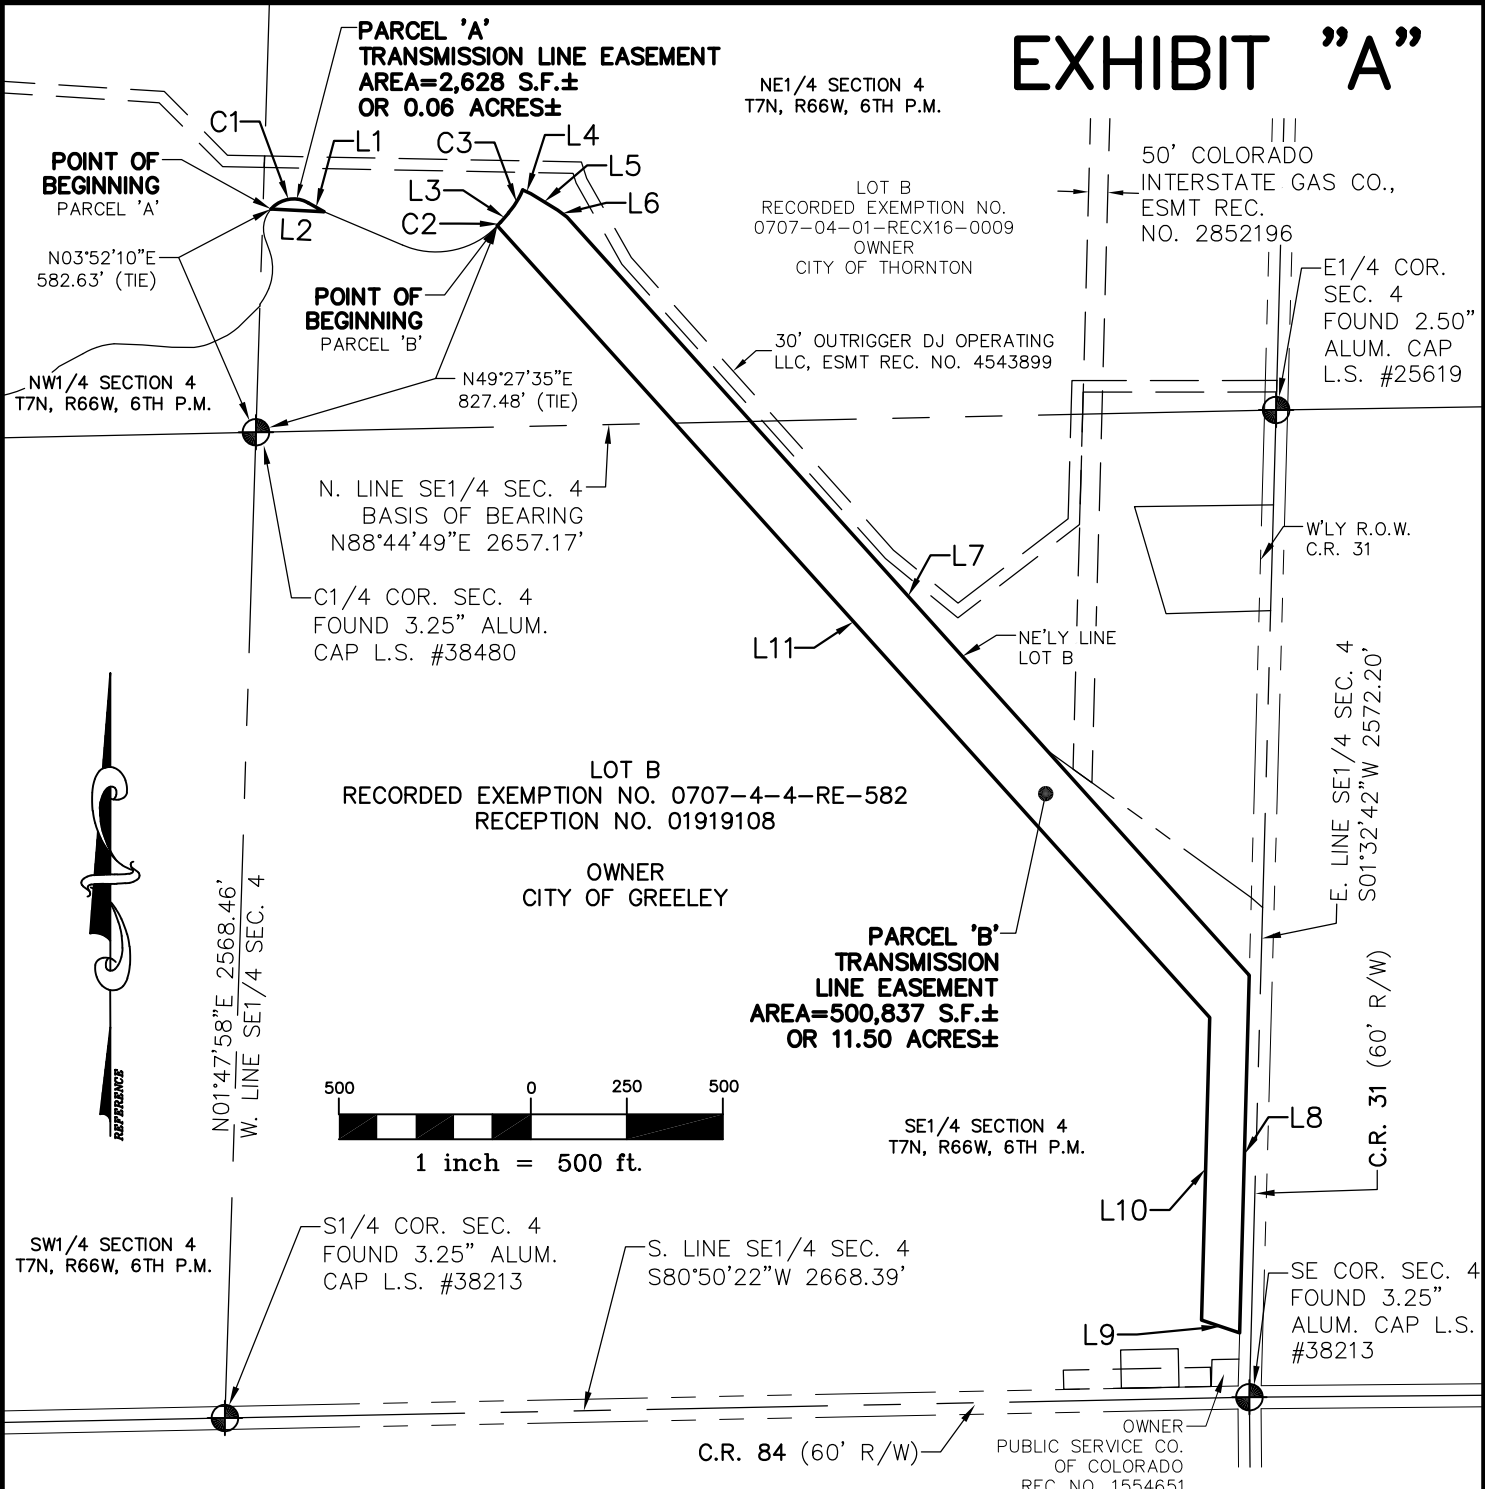 EXHIBIT "A"
PARCEL 'A'
TRANSMISSION LINE EASEMENT
AREA=2,628 S.F.±
OR 0.06 ACRES±
NE1/4 SECTION 4
T7N, R66W, 6TH P.M.
C1
L1
C3
L4
L5
L6
L3
C2
L2
POINT OF
BEGINNING
PARCEL 'A'
N03°52'10"E
582.63' (TIE)
POINT OF
BEGINNING
PARCEL 'B'
LOT B
RECORDED EXEMPTION NO.
0707-04-01-RECX16-0009
OWNER
CITY OF THORNTON
50' COLORADO
INTERSTATE GAS CO.,
ESMT REC.
NO. 2852196
E1/4 COR.
SEC. 4
FOUND 2.50"
ALUM. CAP
L.S. #25619
30' OUTRIGGER DJ OPERATING
LLC, ESMT REC. NO. 4543899
NW1/4 SECTION 4
T7N, R66W, 6TH P.M.
N49°27'35"E
827.48' (TIE)
N. LINE SE1/4 SEC. 4
BASIS OF BEARING
N88°44'49"E 2657.17'
C1/4 COR. SEC. 4
FOUND 3.25" ALUM.
CAP L.S. #38480
W'LY R.O.W.
C.R. 31
L7
L11
NE'LY LINE
LOT B
E. LINE SE1/4 SEC. 4
S01°32'42"W 2572.20'
LOT B
RECORDED EXEMPTION NO. 0707-4-4-RE-582
RECEPTION NO. 01919108
OWNER
CITY OF GREELEY
N01°47'58"E 2568.46'
W. LINE SE1/4 SEC. 4
REFERENCE
PARCEL 'B'
TRANSMISSION
LINE EASEMENT
AREA=500,837 S.F.±
OR 11.50 ACRES±
C.R. 31 (60' R/W)
500 0 250 500
1 inch = 500 ft.
SE1/4 SECTION 4
T7N, R66W, 6TH P.M.
L8
L10
SW1/4 SECTION 4
T7N, R66W, 6TH P.M.
S1/4 COR. SEC. 4
FOUND 3.25" ALUM.
CAP L.S. #38213
S. LINE SE1/4 SEC. 4
S80°50'22"W 2668.39'
SE COR. SEC. 4
FOUND 3.25"
ALUM. CAP L.S.
#38213
L9
C.R. 84 (60' R/W)
OWNER
PUBLIC SERVICE CO.
OF COLORADO
REC. NO. 1554651